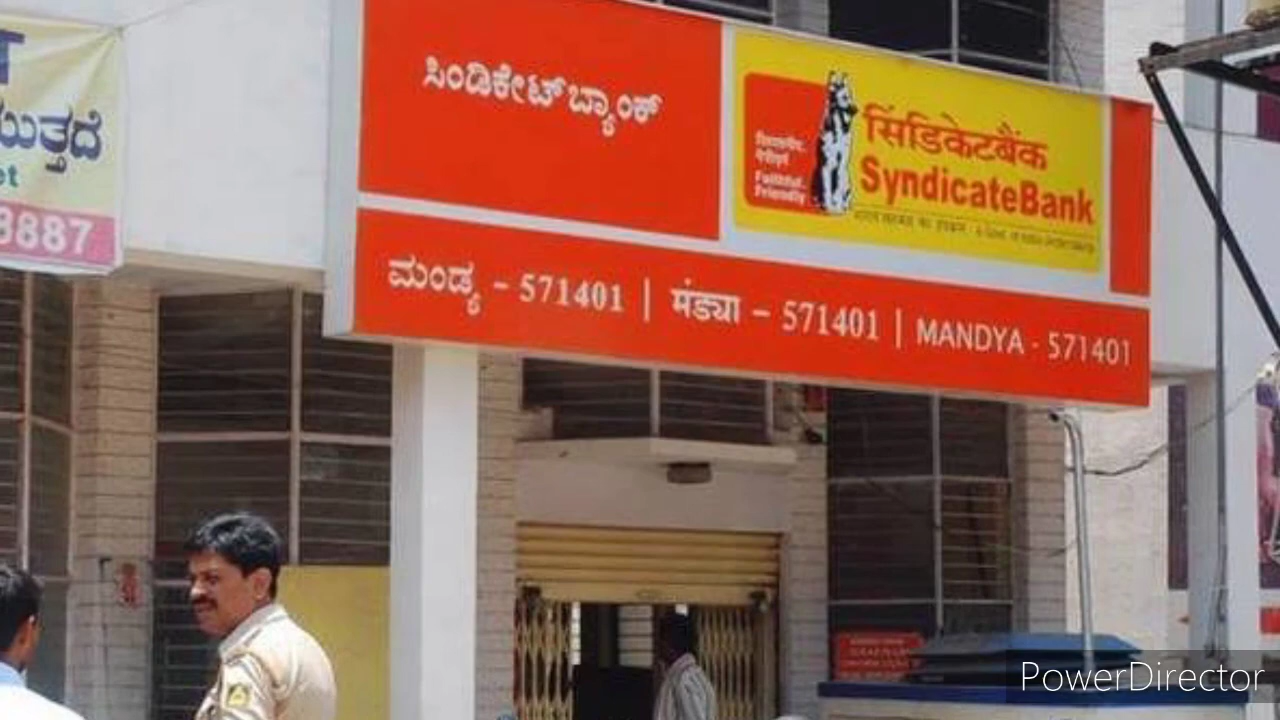 ಯುತ್ತದೆ
8887
ಸಿಂಡಿಕೇಟ್ ಬ್ಯಾಂಕ್
सिंडिकेटबैंक
SyndicateBank
Faithful,
Friendly
ಮಂಡ್ಯ - 571401 | मंड्या - 571401 | MANDYA - 571401
PowerDirector